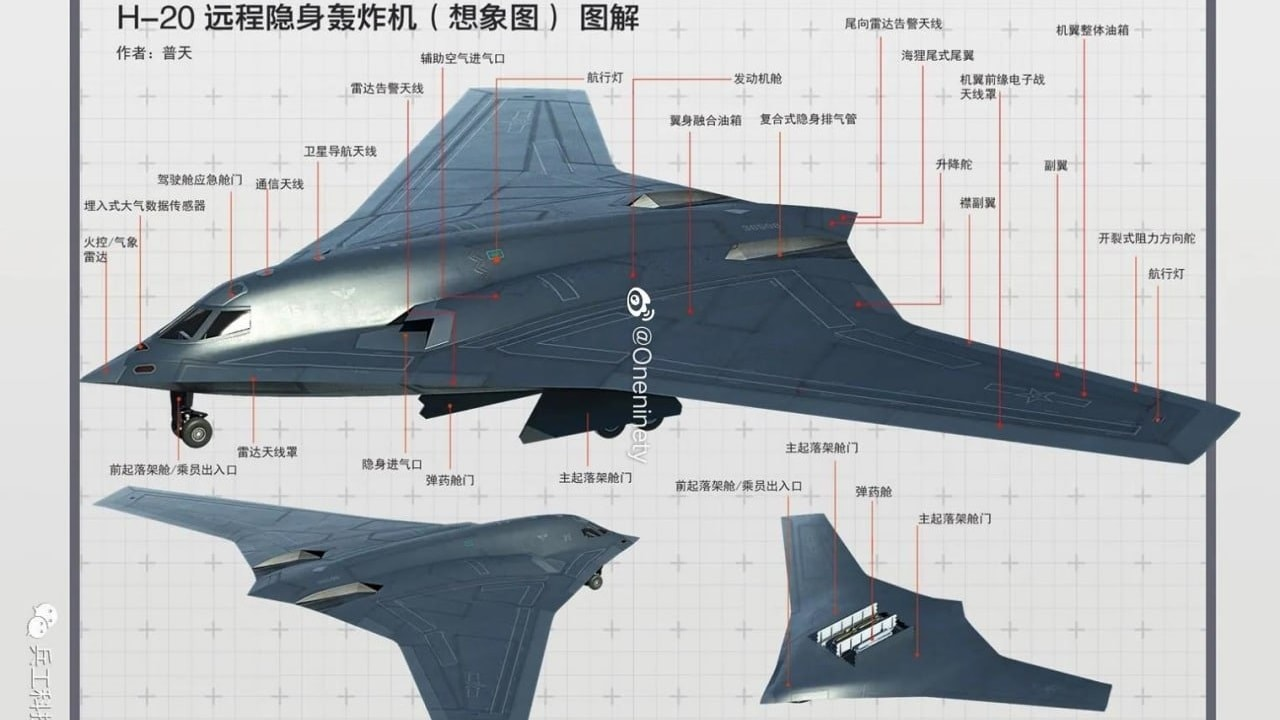 H-20 远程隐身轰炸机（想象图）图解
作者：普天
尾向雷达告警天线
机翼整体油箱
辅助空气进气口
海狸尾式尾翼
航行灯
发动机舱
机翼前缘电子战
天线罩
雷达告警天线
翼身融合油箱
复合式隐身排气管
卫星导航天线
升降舵
副翼
驾驶舱应急舱门
通信天线
埋入式大气数据传感器
襟副翼
火控/气象
雷达
开裂式阻力方向舵
航行灯
@Oneninety
雷达天线罩
主起落架舱门
前起落架舱/乘员出入口
隐身进气口
弹药舱门
主起落架舱门
前起落架舱/乘员出入口
弹药舱
主起落架舱门
兵工科技